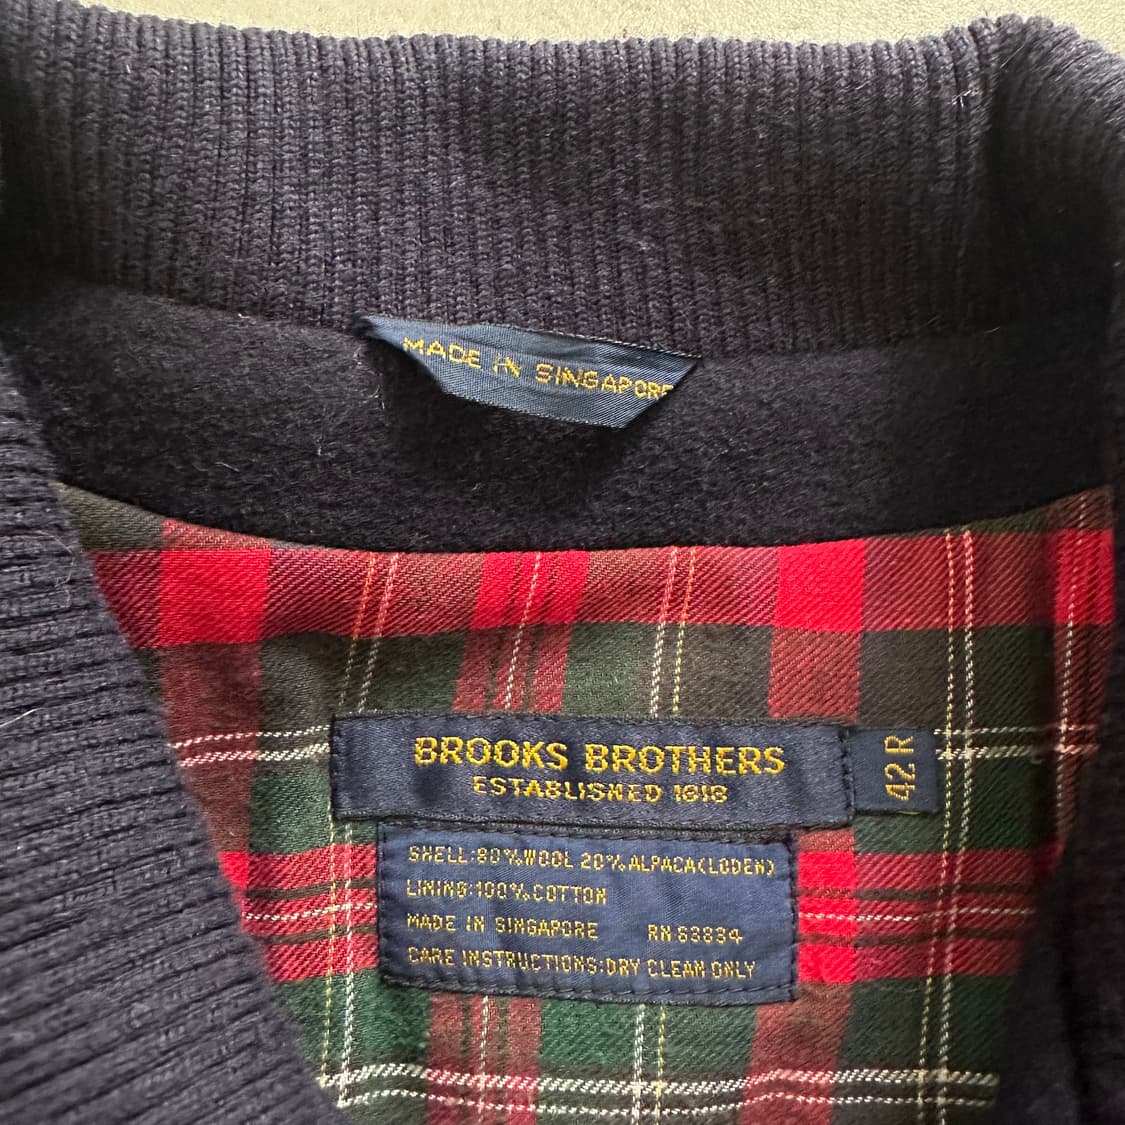 MADE IN SINGAPORE
BROOKS BROTHERS
ESTABLISHED 1818
42 R
SHELL:80%WOOL 20%ALPACA(LODEN)
LINING:100%COTTON
MADE IN SINGAPORE RN 63834
CARE INSTRUCTIONS:DRY CLEAN ONLY